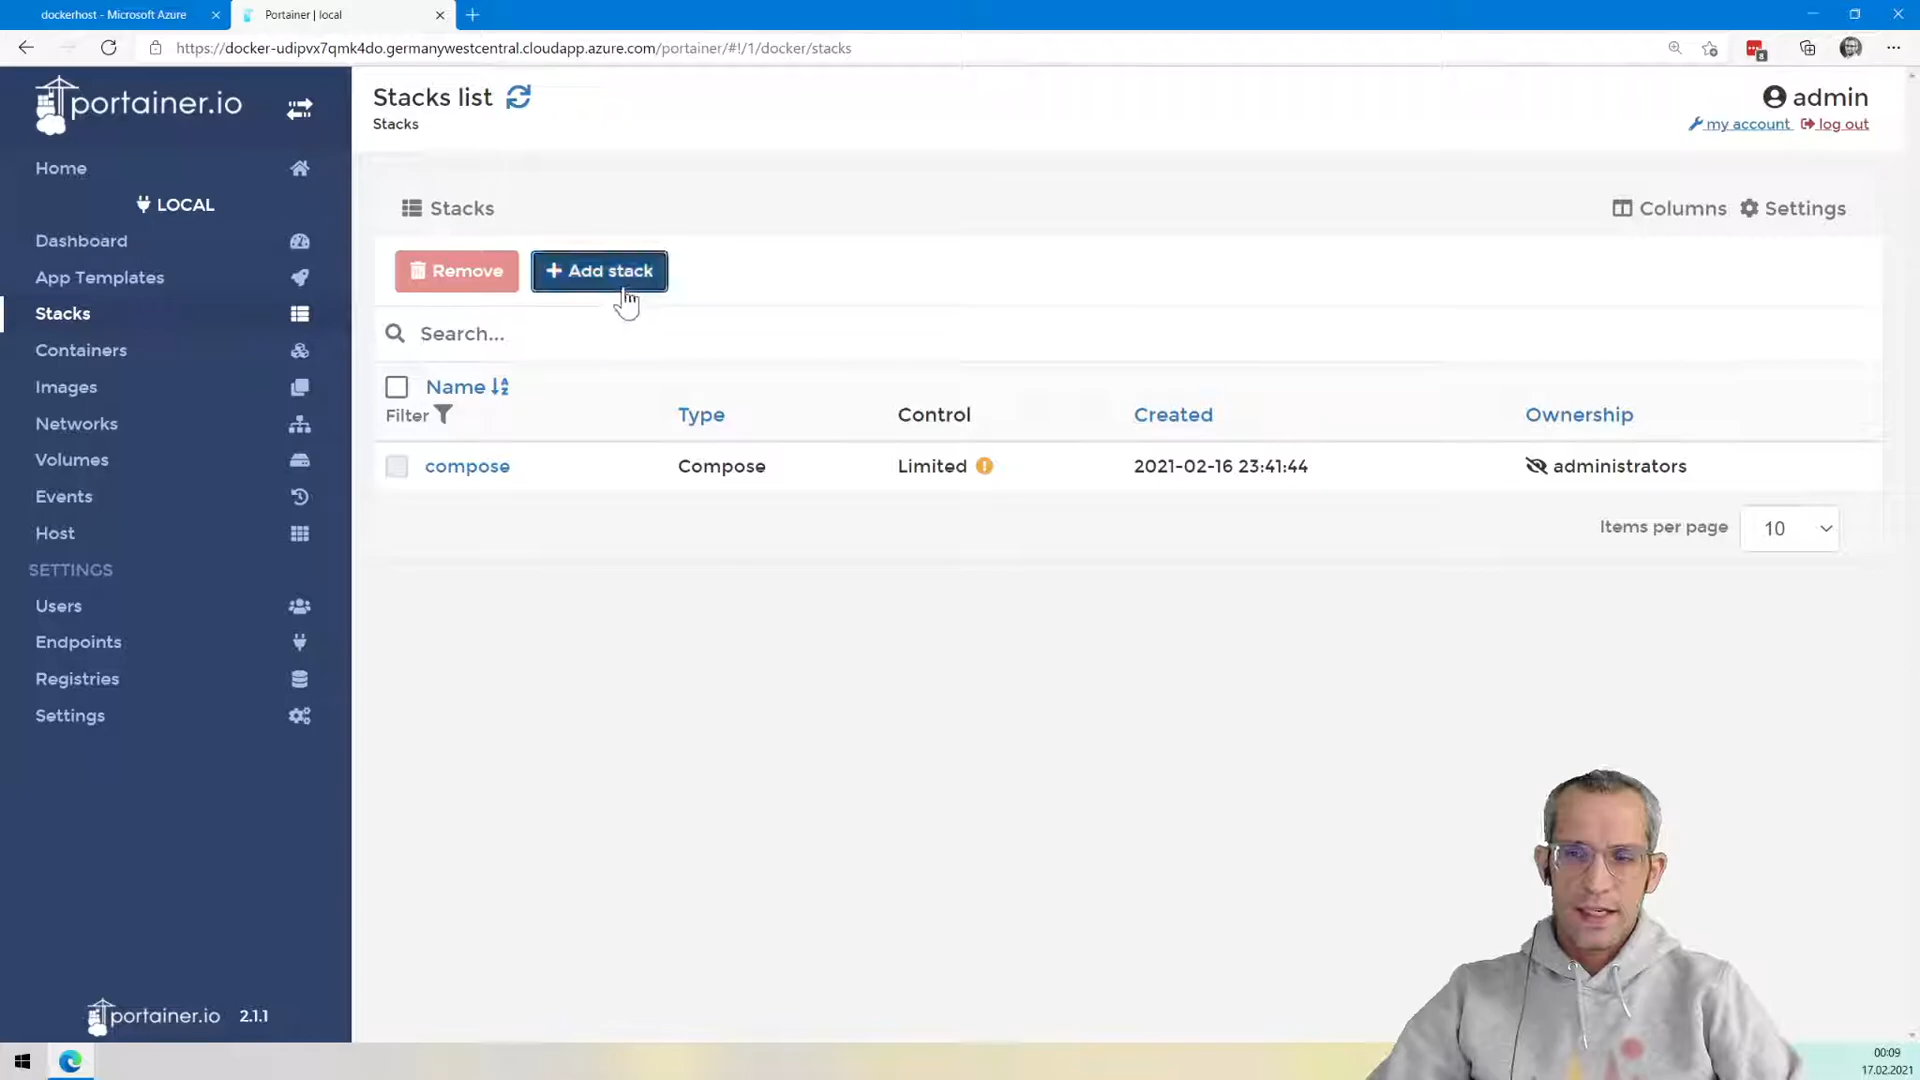 dockerhost - Microsoft Azure
Portainer | local
https://docker-udipvx7qmk4do.germanywestcentral.cloudapp.azure.com/portainer/#!/1/docker/stacks
8
portainer.io
Stacks list
Stacks
admin
my account
log out
Home
LOCAL
Dashboard
App Templates
Stacks
Containers
Images
Networks
Volumes
Events
Host
SETTINGS
Users
Endpoints
Registries
Settings
portainer.io 2.1.1
Stacks
Columns Settings
Remove
+ Add stack
Search...
Name
Filter
Type Control Created Ownership
compose Compose Limited 2021-02-16 23:41:44 administrators
Items per page 10
00:09
17.02.2021